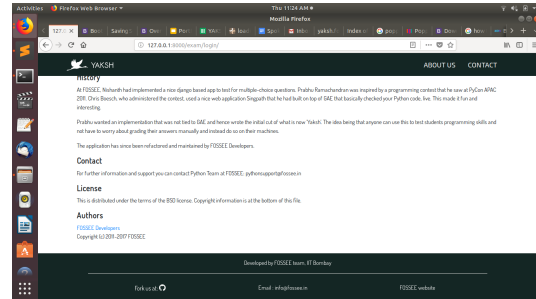 Activities Firefox Web Browser Thu 11:24 AM
Mozilla Firefox
127.0 Saving
127.0.0.1:8000/exam/login/
YAKSH ABOUT US CONTACT
History
At FOSSEE, Nishanth had implemented a nice django based app to test for multiple-choice questions. Prabhu Ramachandran was inspired by a programming contest that he saw at PyCon APAC
2011. Chris Boesch, who administered the contest, used a nice web application Singpath that he had built on top of GAE that basically checked your Python code, live. This made it fun and
interesting.
Prabhu wanted an implementation that was not tied to GAE and hence wrote the initial cut of what is now 'Yaksh'. The idea being that anyone can use this to test students programming skills and
not have to worry about grading their answers manually and instead do so on their machines.
The application has since been refactored and maintained by FOSSEE Developers.
Contact
For further information and support you can contact Python Team at FOSSEE: pythonsupport@fossee.in
License
This is distributed under the terms of the BSD license. Copyright information is at the bottom of this file.
Authors
FOSSEE Developers
Copyright (c) 2011-2017 FOSSEE
Developed by FOSSEE team, IIT Bombay
Fork us at: Email : info@fossee.in FOSSEE website